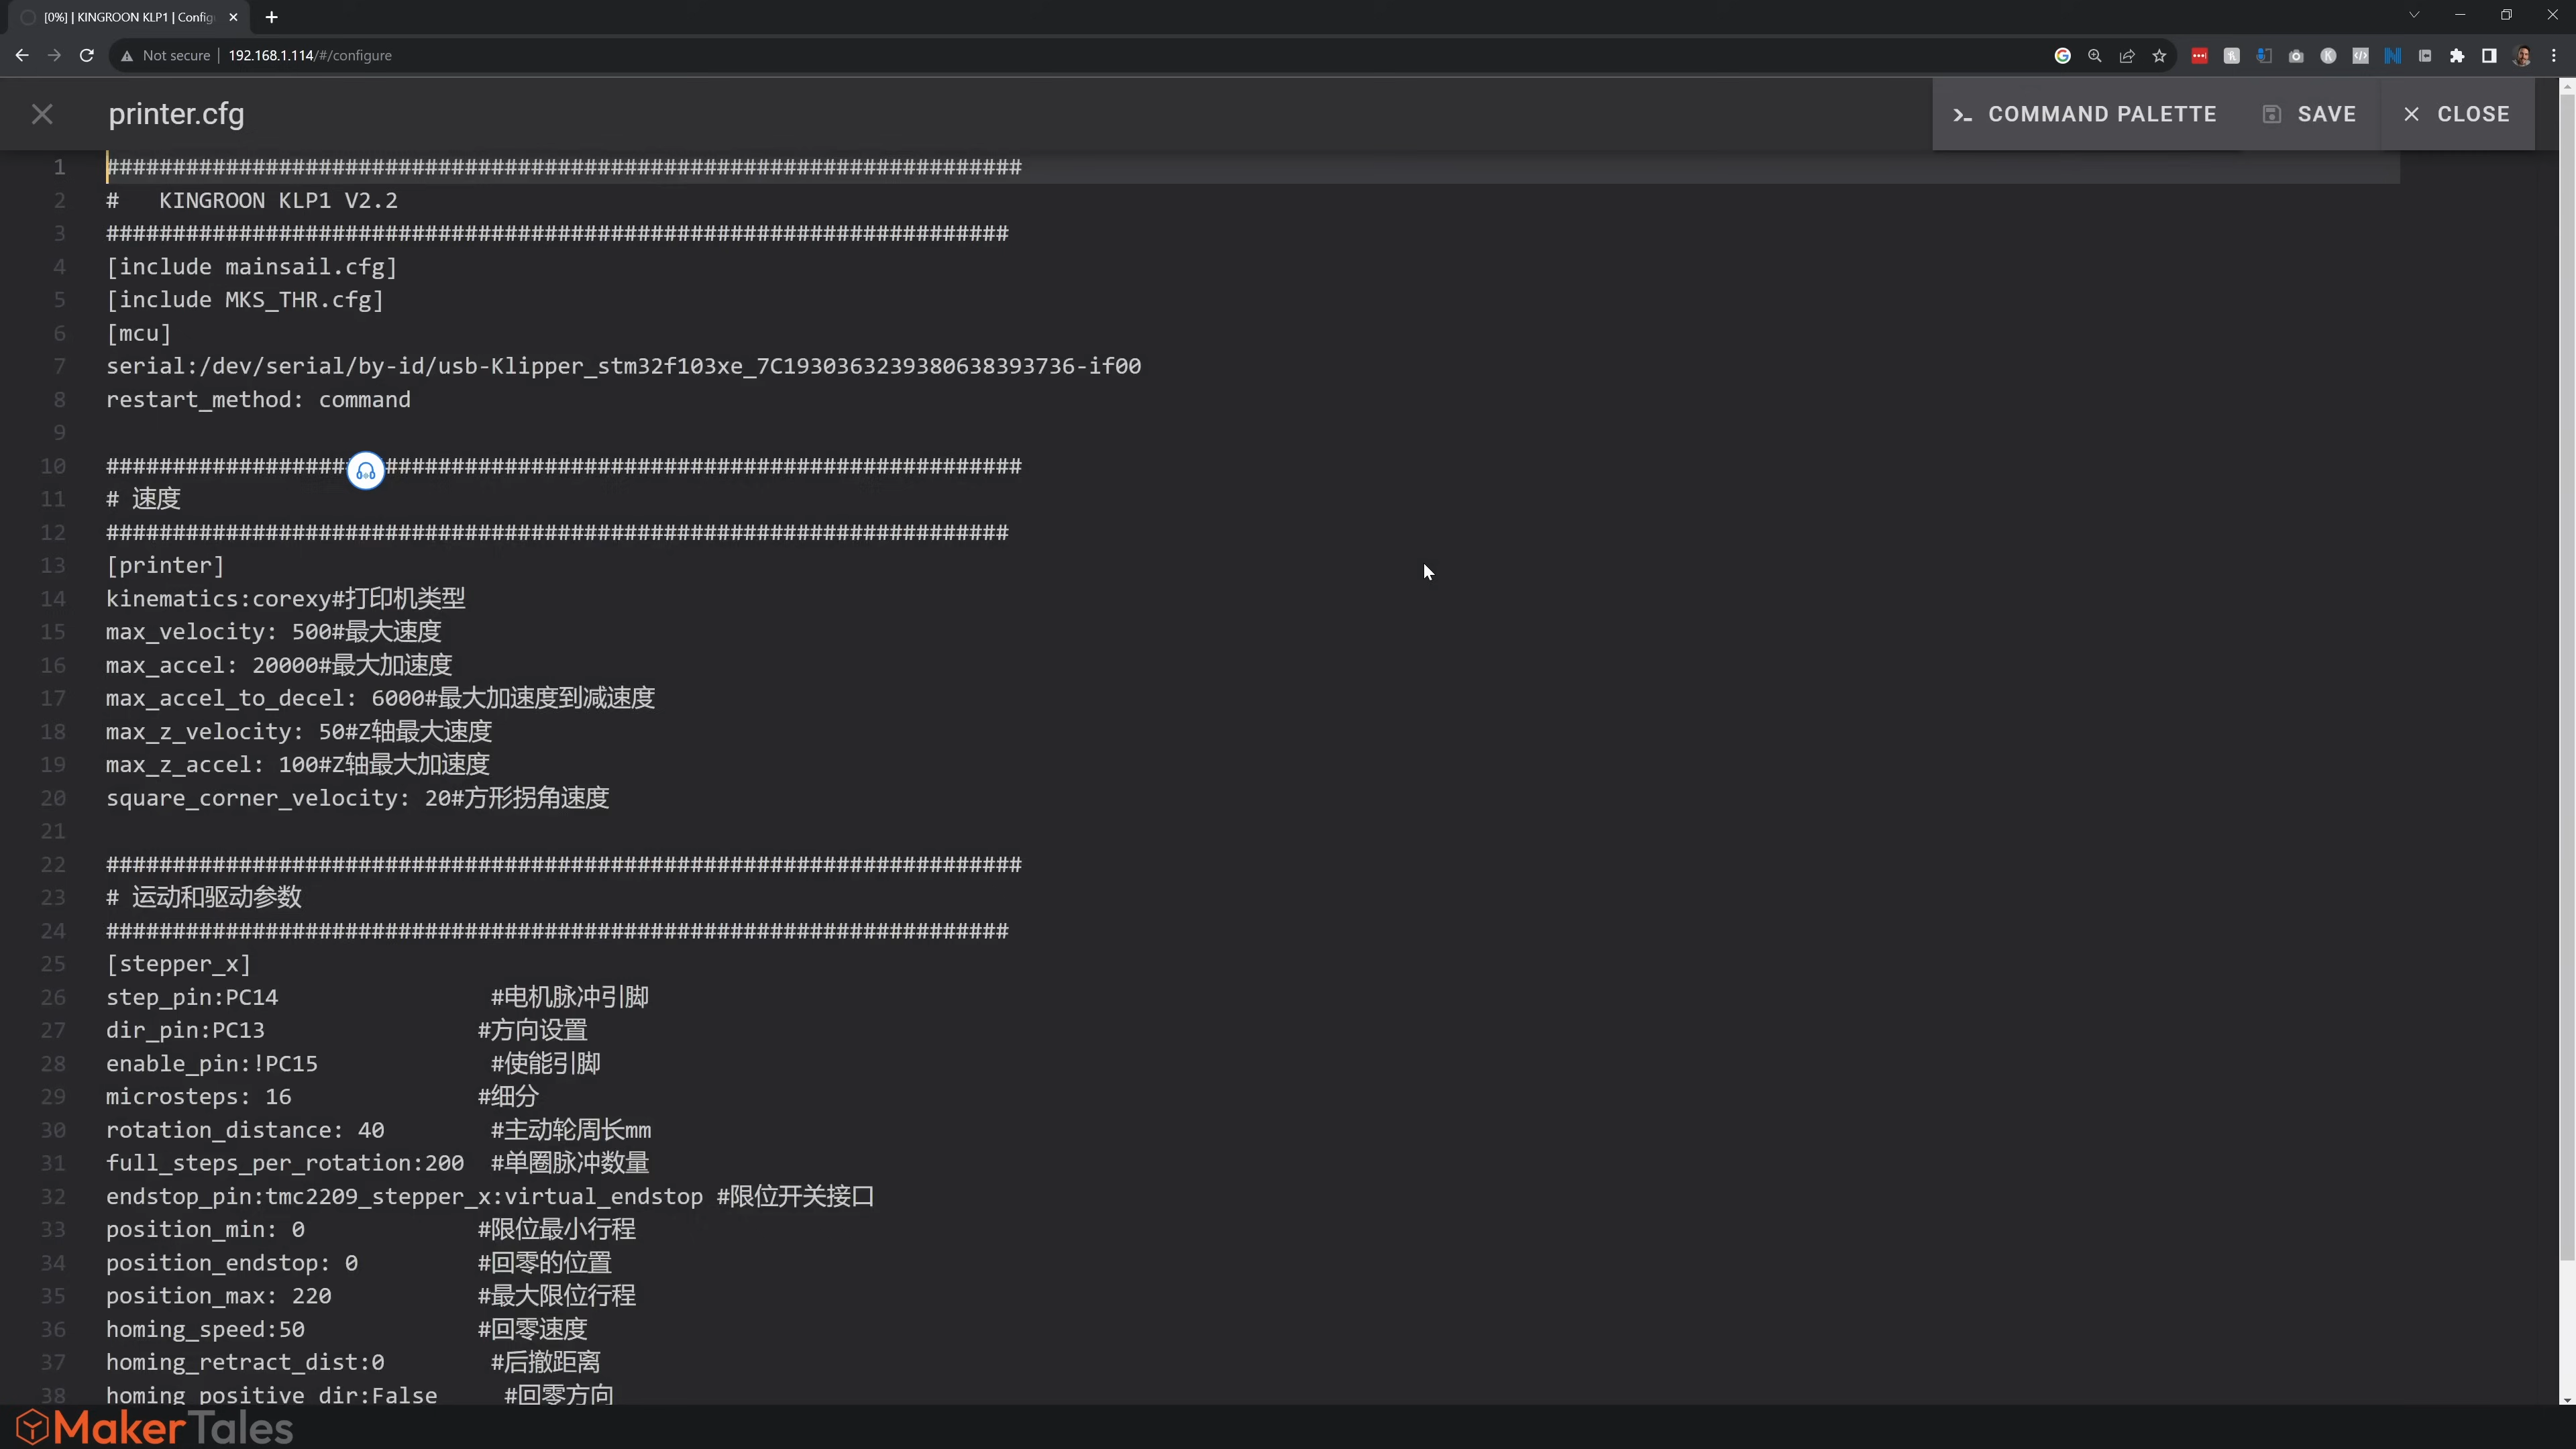 [0%] | KINGROON KLP1 | Config
Not secure
192.168.1.114/#/configure
printer.cfg
COMMAND PALETTE
SAVE
CLOSE
1 #####################################################################
2 #   KINGROON KLP1 V2.2
3 ####################################################################
4 [include mainsail.cfg]
5 [include MKS_THR.cfg]
6 [mcu]
7 serial:/dev/serial/by-id/usb-Klipper_stm32f103xe_7C1930363239380638393736-if00
8 restart_method: command
9
10 #####################################################################
11 # 速度
12 ####################################################################
13 [printer]
14 kinematics:corexy#打印机类型
15 max_velocity: 500#最大速度
16 max_accel: 20000#最大加速度
17 max_accel_to_decel: 6000#最大加速度到减速度
18 max_z_velocity: 50#Z轴最大速度
19 max_z_accel: 100#Z轴最大加速度
20 square_corner_velocity: 20#方形拐角速度
21
22 #####################################################################
23 # 运动和驱动参数
24 ####################################################################
25 [stepper_x]
26 step_pin:PC14                #电机脉冲引脚
27 dir_pin:PC13                #方向设置
28 enable_pin:!PC15             #使能引脚
29 microsteps: 16              #细分
30 rotation_distance: 40        #主动轮周长mm
31 full_steps_per_rotation:200  #单圈脉冲数量
32 endstop_pin:tmc2209_stepper_x:virtual_endstop #限位开关接口
33 position_min: 0             #限位最小行程
34 position_endstop: 0         #回零的位置
35 position_max: 220           #最大限位行程
36 homing_speed:50             #回零速度
37 homing_retract_dist:0        #后撤距离
38 homing_positive_dir:False     #回零方向
MakerTales